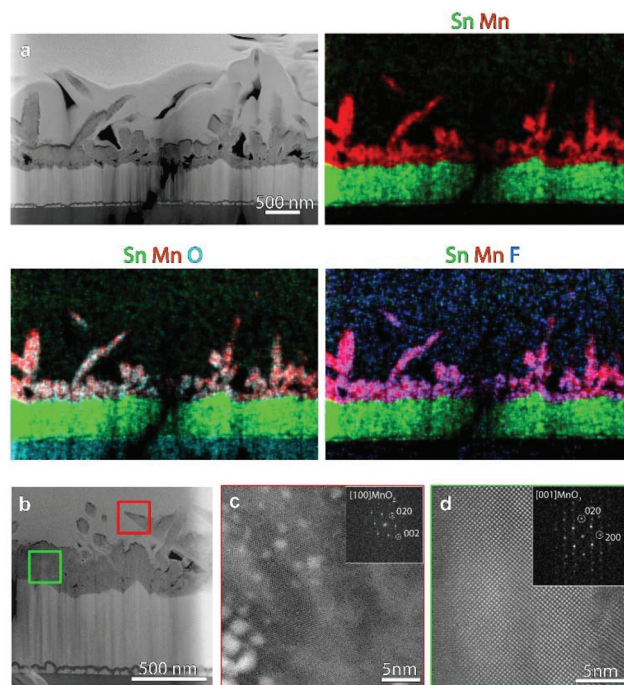 Sn Mn
a
500 nm
Sn Mn O
Sn Mn F
b
500 nm
c
[100]MnO2
020
002
5nm
d
[001]MnO2
020
200
5nm